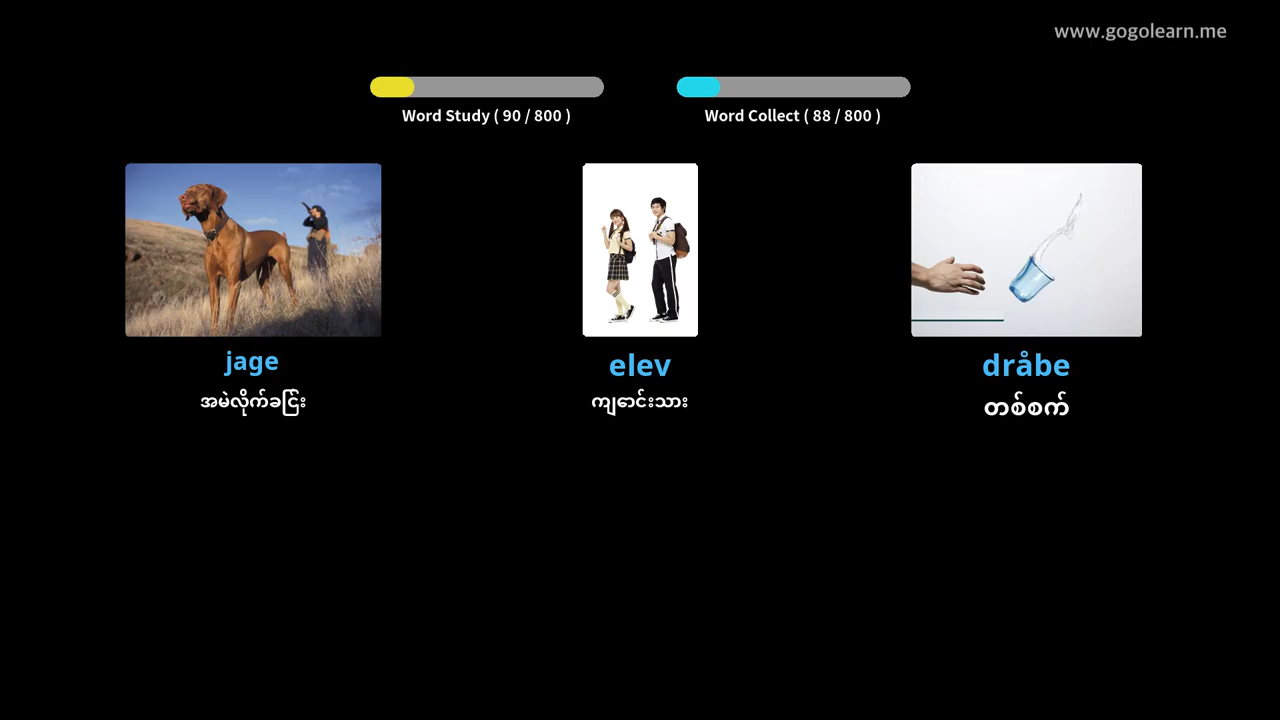 www.gogolearn.me
Word Study ( 90 / 800 )
Word Collect ( 88 / 800 )
jage
အမဲလိုက်ခြင်း
elev
ကျောင်းသား
dråbe
တစ်စက်